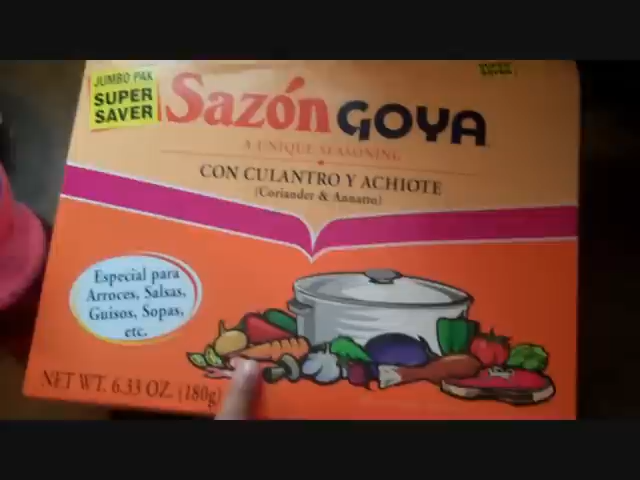 JUMBO PAK
SUPER
SAVER
Sazón GOYA
A UNIQUE SEASONING
CON CULANTRO Y ACHIOTE
(Coriander & Annatto)
Especial para
Arroces, Salsas,
Guisos, Sopas,
etc.
NET WT. 6.33 OZ. (180g)